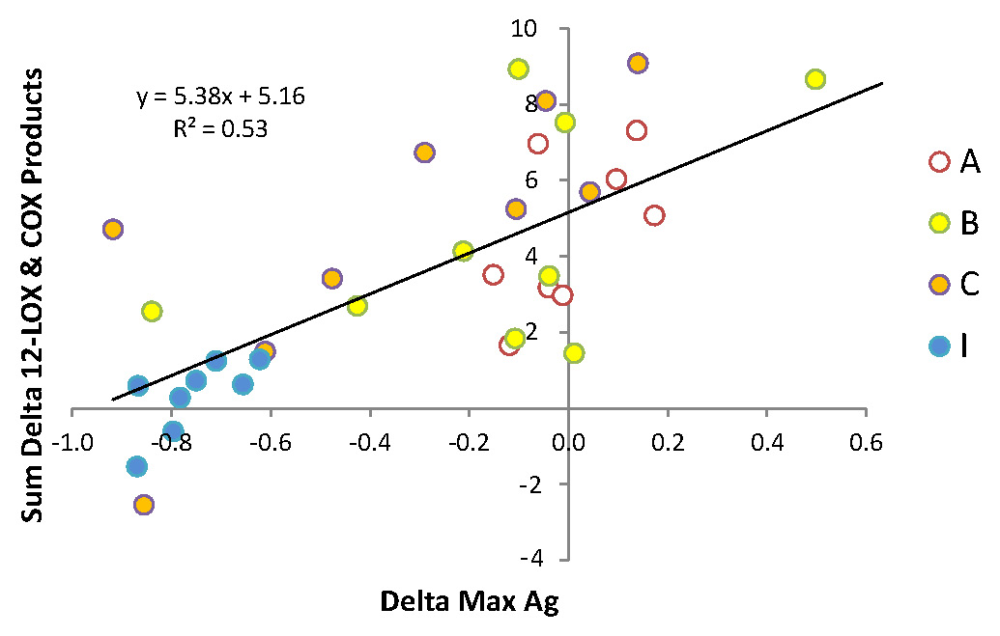 10
y = 5.38x + 5.16
R² = 0.53
8
6
4
2
-1.0 -0.8 -0.6 -0.4 -0.2 0.0 0.2 0.4 0.6
-2
-4
Sum Delta 12-LOX & COX Products
Delta Max Ag
A
B
C
I